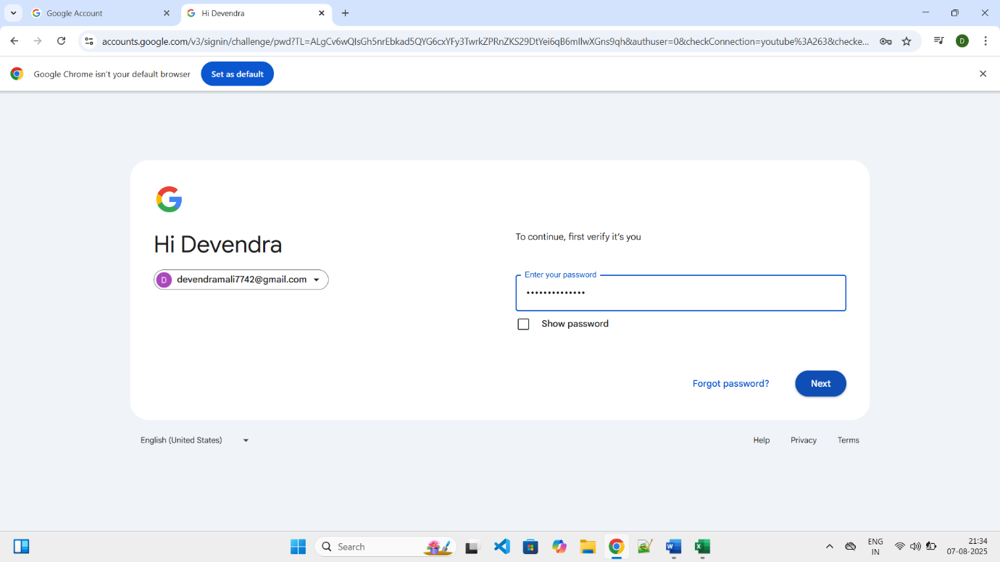 Google Account
Hi Devendra
accounts.google.com/v3/signin/challenge/pwd?TL=ALgCv6wQIsGh5nrEbkad5QYG6cxYFy3TwrkZPRnZKS29DtYei6qB6mIlwXGns9qh&authuser=0&checkConnection=youtube%3A263&checke...
D
Google Chrome isn't your default browser
Set as default
Hi Devendra
D devendramali7742@gmail.com
To continue, first verify it's you
Enter your password
••••••••••••••
Show password
Forgot password?
Next
English (United States)
Help
Privacy
Terms
Search
ENG
IN
21:34
07-08-2025